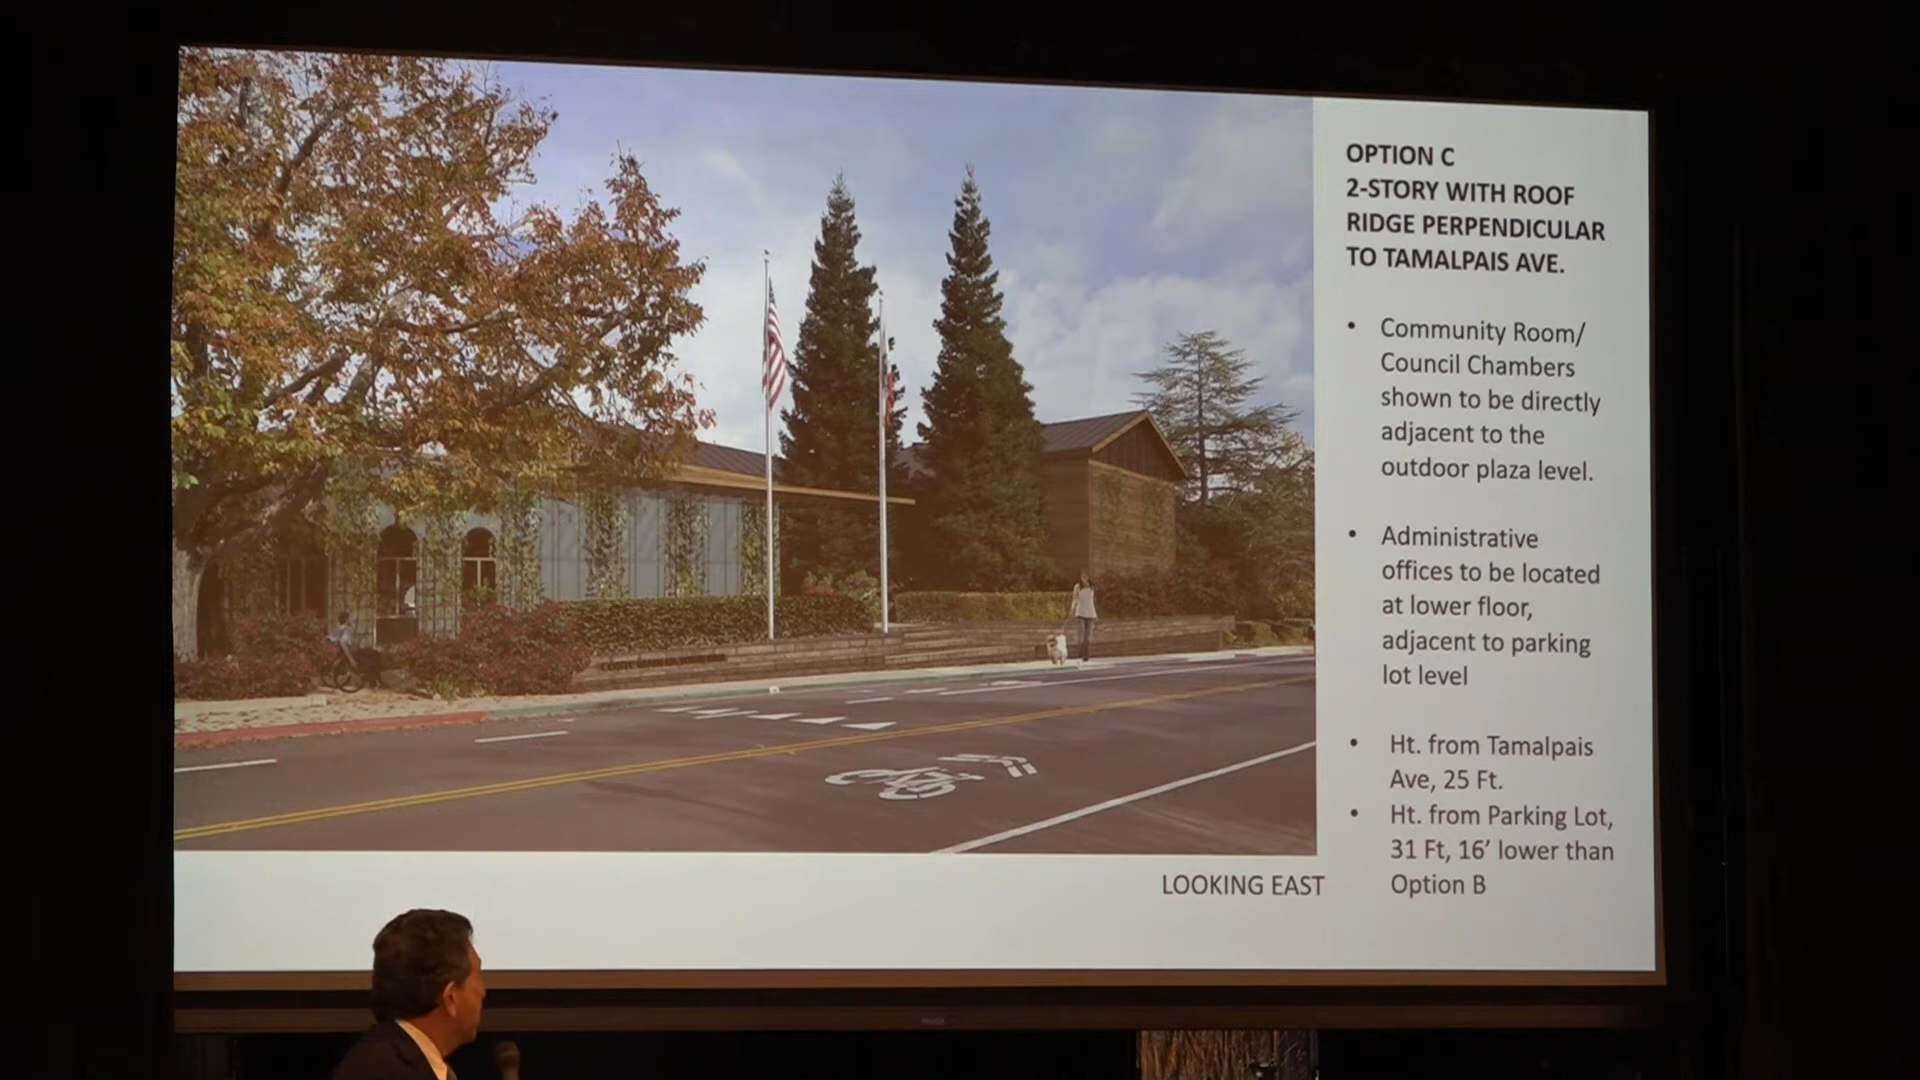 OPTION C
2-STORY WITH ROOF
RIDGE PERPENDICULAR
TO TAMALPAIS AVE.
• Community Room/
Council Chambers
shown to be directly
adjacent to the
outdoor plaza level.
• Administrative
offices to be located
at lower floor,
adjacent to parking
lot level
• Ht. from Tamalpais
Ave, 25 Ft.
• Ht. from Parking Lot,
31 Ft, 16’ lower than
Option B
LOOKING EAST